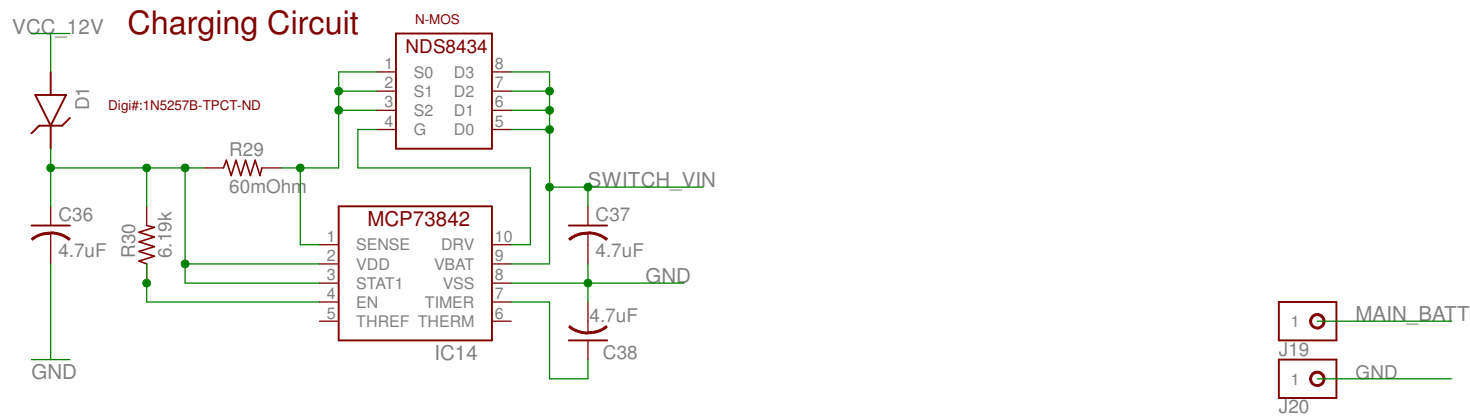 Charging Circuit
VCC_12V
N-MOS
NDS8434
1 S0 D3 8
2 S1 D2 7
3 S2 D1 6
4 G D0 5
D1
Digi#:1N5257B-TPCT-ND
R29
60mOhm
SWITCH_VIN
C36
4.7uF
R30
6.19k
MCP73842
1 SENSE DRV 10
2 VDD VBAT 9
3 STAT1 VSS 8
4 EN TIMER 7
5 THREF THERM 6
IC14
C37
4.7uF
GND
4.7uF
C38
GND
1 MAIN_BATT
J19
1 GND
J20